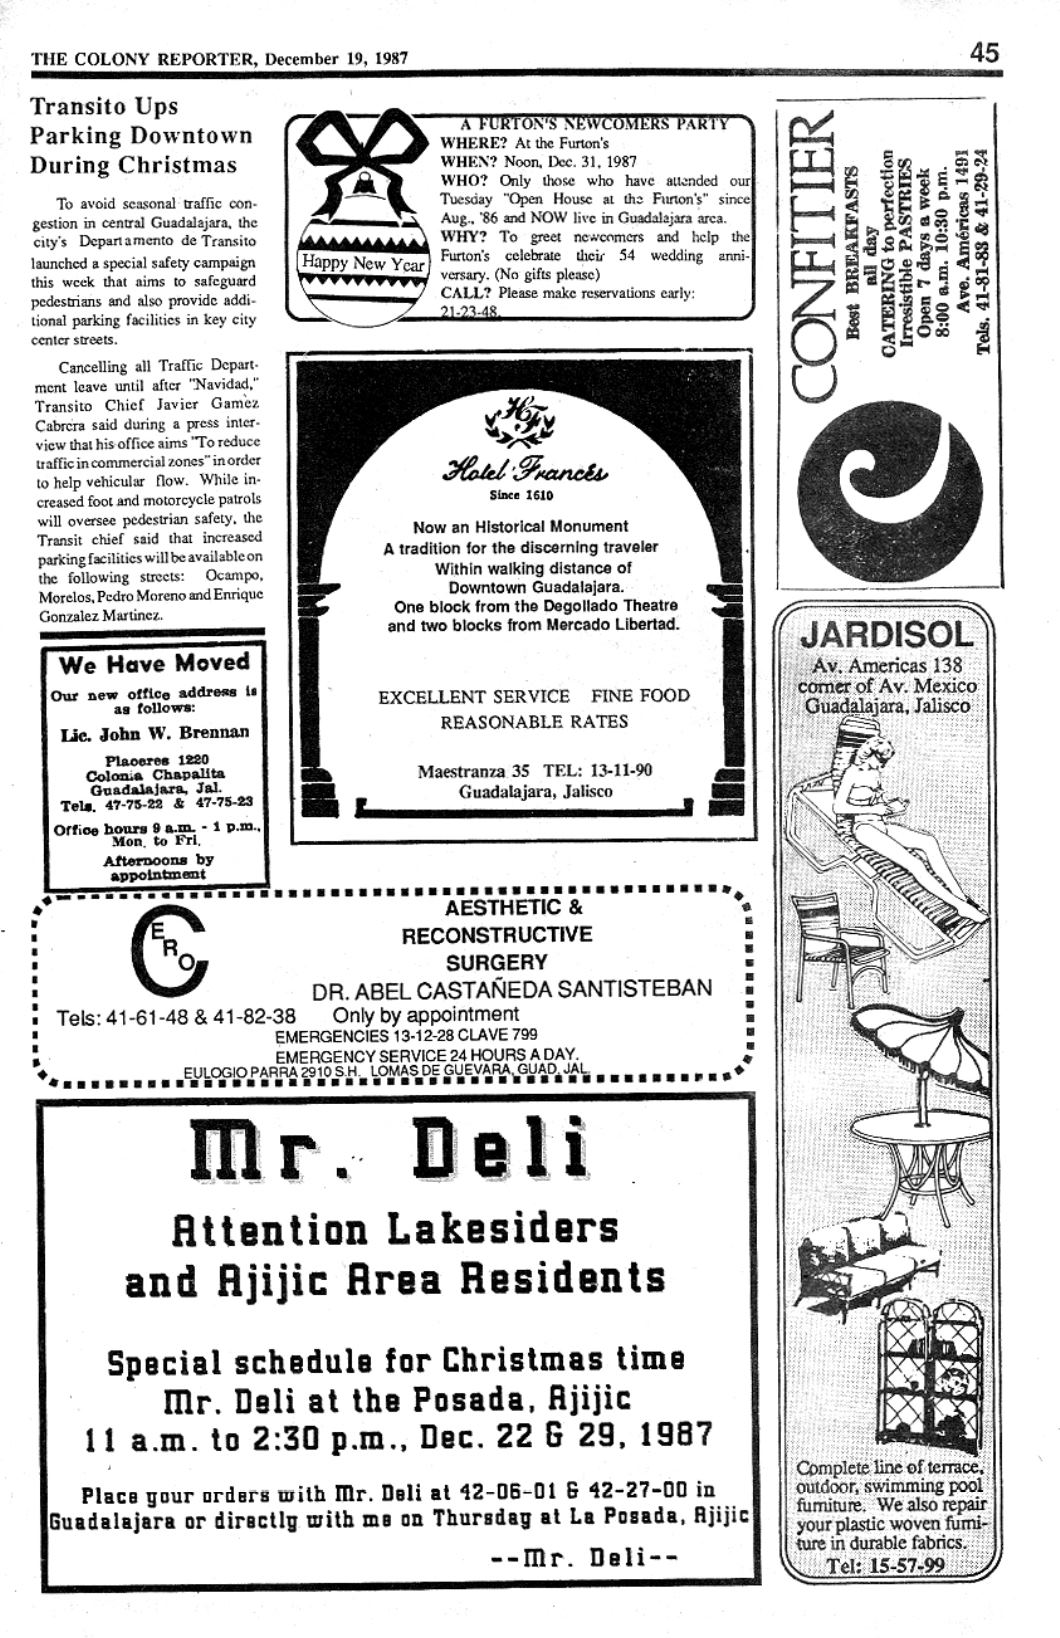 THE COLONY REPORTER, December 19, 1987
45
Transito Ups
Parking Downtown
During Christmas
To avoid seasonal traffic con-
gestion in central Guadalajara, the
city's Departamento de Transito
launched a special safety campaign
this week that aims to safeguard
pedestrians and also provide addi-
tional parking facilities in key city
center streets.
Cancelling all Traffic Depart-
ment leave until after "Navidad,"
Transito Chief Javier Gamez
Cabrera said during a press inter-
view that his office aims "To reduce
traffic in commercial zones" in order
to help vehicular flow. While in-
creased foot and motorcycle patrols
will oversee pedestrian safety, the
Transit chief said that increased
parking facilities will be available on
the following streets: Ocampo,
Morelos, Pedro Moreno and Enrique
Gonzalez Martinez.
We Have Moved
Our new office address is
as follows:
Lic. John W. Brennan
Placeres 1220
Colonia Chapalita
Guadalajara, Jal.
Tels. 47-75-22 & 47-75-23
Office hours 9 a.m. - 1 p.m.,
Mon. to Fri.
Afternoons by
appointment
Happy New Year
A FURTON'S NEWCOMERS PARTY
WHERE? At the Furton's
WHEN? Noon, Dec. 31, 1987
WHO? Only those who have attended our
Tuesday "Open House at the Furton's" since
Aug., '86 and NOW live in Guadalajara area.
WHY? To greet newcomers and help the
Furton's celebrate their 54 wedding anni-
versary. (No gifts please)
CALL? Please make reservations early:
21-23-48.
HF
Hotel Francés
Since 1610
Now an Historical Monument
A tradition for the discerning traveler
Within walking distance of
Downtown Guadalajara.
One block from the Degollado Theatre
and two blocks from Mercado Libertad.
EXCELLENT SERVICE FINE FOOD
REASONABLE RATES
Maestranza 35 TEL: 13-11-90
Guadalajara, Jalisco
CONFITIER
Best BREAKFASTS
all day
CATERING to perfection
Irresistible PASTRIES
Open 7 days a week
8:00 a.m. 10:30 p.m.
Ave. Américas 1491
Tels. 41-81-83 & 41-29-24
CERO
AESTHETIC &
RECONSTRUCTIVE
SURGERY
DR. ABEL CASTAÑEDA SANTISTEBAN
Tels: 41-61-48 & 41-82-38 Only by appointment
EMERGENCIES 13-12-28 CLAVE 799
EMERGENCY SERVICE 24 HOURS A DAY.
EULOGIO PARRA 2910 S.H. LOMAS DE GUEVARA, GUAD. JAL.
Mr. Deli
Attention Lakesiders
and Ajijic Area Residents
Special schedule for Christmas time
Mr. Deli at the Posada, Ajijic
11 a.m. to 2:30 p.m., Dec. 22 & 29, 1987
Place your orders with Mr. Deli at 42-06-01 & 42-27-00 in
Guadalajara or directly with me on Thursday at La Posada, Ajijic
--Mr. Deli--
JARDISOL
Av. Americas 138
corner of Av. Mexico
Guadalajara, Jalisco
Complete line of terrace,
outdoor, swimming pool
furniture. We also repair
your plastic woven furni-
ture in durable fabrics.
Tel: 15-57-99